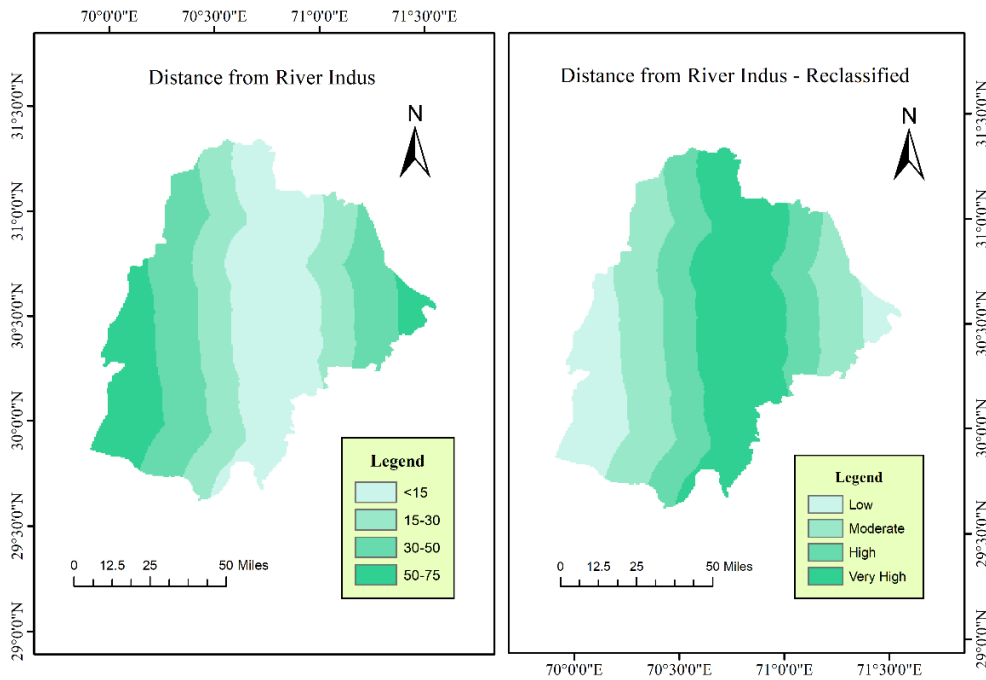 70°0'0"E 70°30'0"E 71°0'0"E 71°30'0"E
Distance from River Indus
N
31°30'0"N
31°0'0"N
30°30'0"N
30°0'0"N
29°30'0"N
29°0'0"N
Legend
<15
15-30
30-50
50-75
0 12.5 25 50 Miles
Distance from River Indus - Reclassified
N
31°30'0"N
31°0'0"N
30°30'0"N
30°0'0"N
29°30'0"N
29°0'0"N
Legend
Low
Moderate
High
Very High
0 12.5 25 50 Miles
70°0'0"E 70°30'0"E 71°0'0"E 71°30'0"E